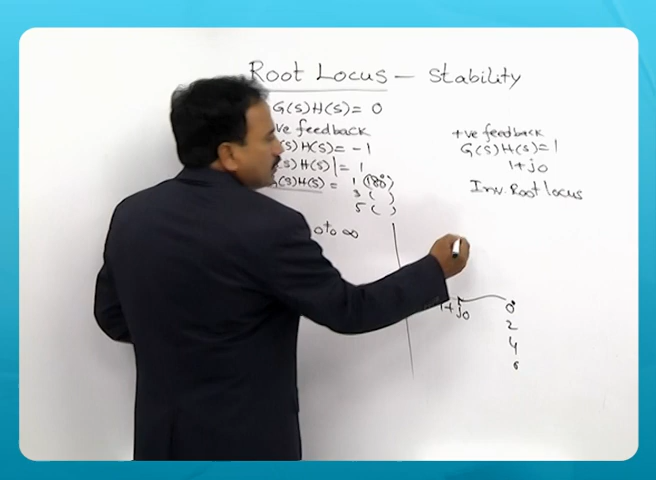 Root Locus - Stability
G(S)H(S) = 0
ve feedback
S) H(S) = -1
S) H(S)| = 1
G(S)H(S) = 1 (180°)
3 ( )
5 ( )
0 to ∞
+ve feedback
G(S)H(S) = 1
1+j0
Inv. Root locus
1+j0
0°
2
4
6